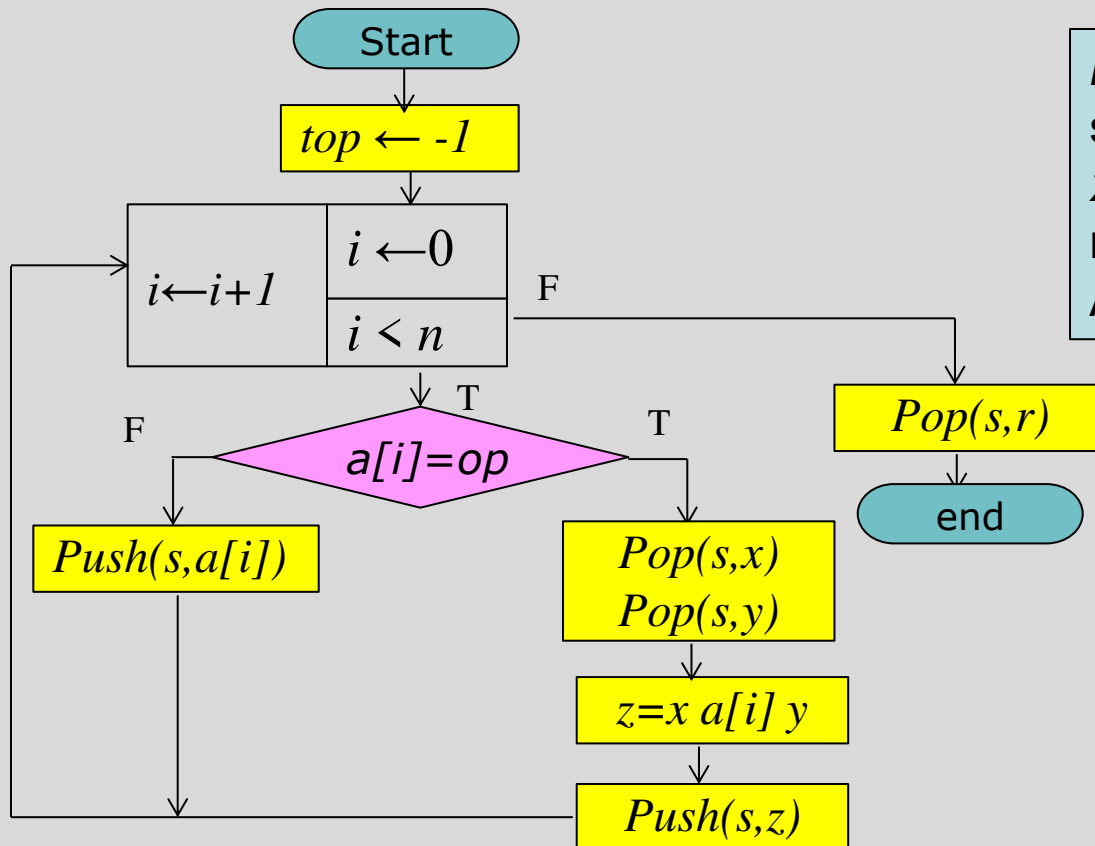 Start
top ← -1
i ←0
i←i+1
i < n
F
T
F
T
a[i]=op
Pop(s,r)
end
Push(s,a[i])
Pop(s,x)
Pop(s,y)
z=x a[i] y
Push(s,z)